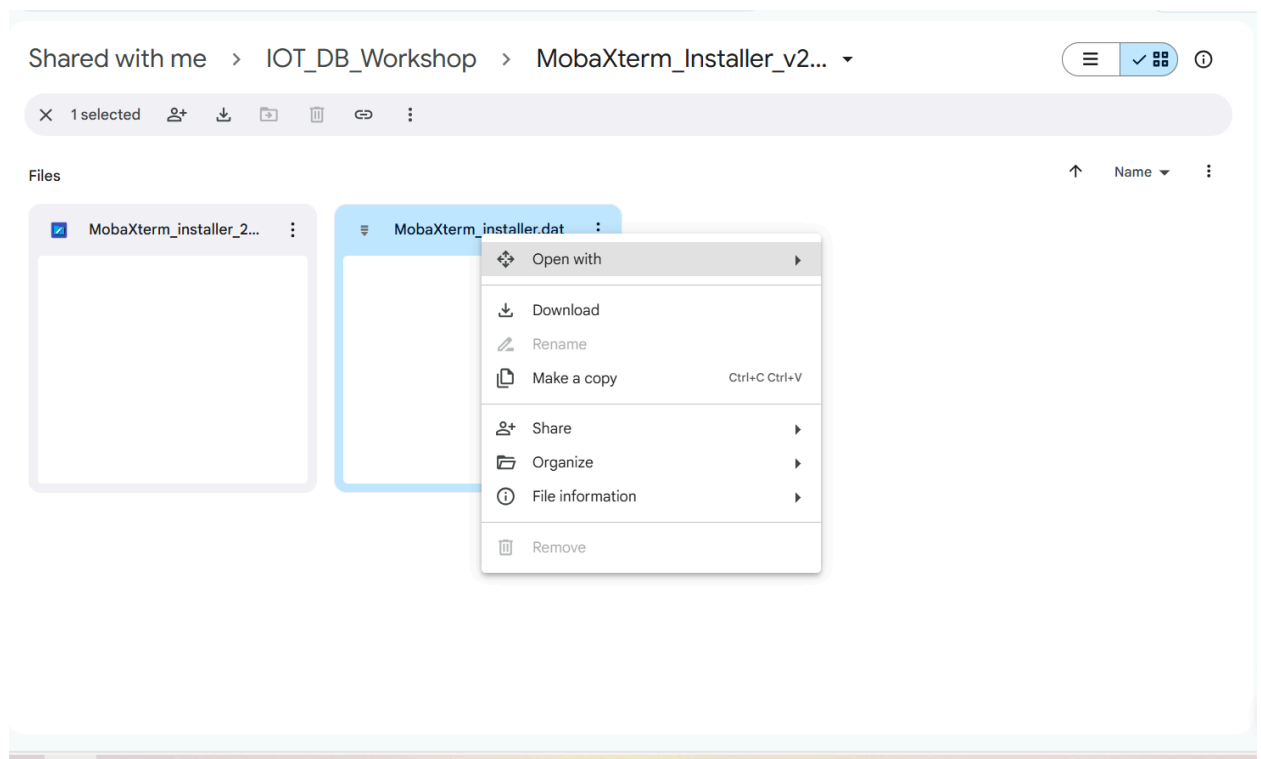 Shared with me > IOT_DB_Workshop > MobaXterm_Installer_v2...
1 selected
Files
Name
MobaXterm_installer_2...
MobaXterm_installer.dat
Open with
Download
Rename
Make a copy Ctrl+C Ctrl+V
Share
Organize
File information
Remove